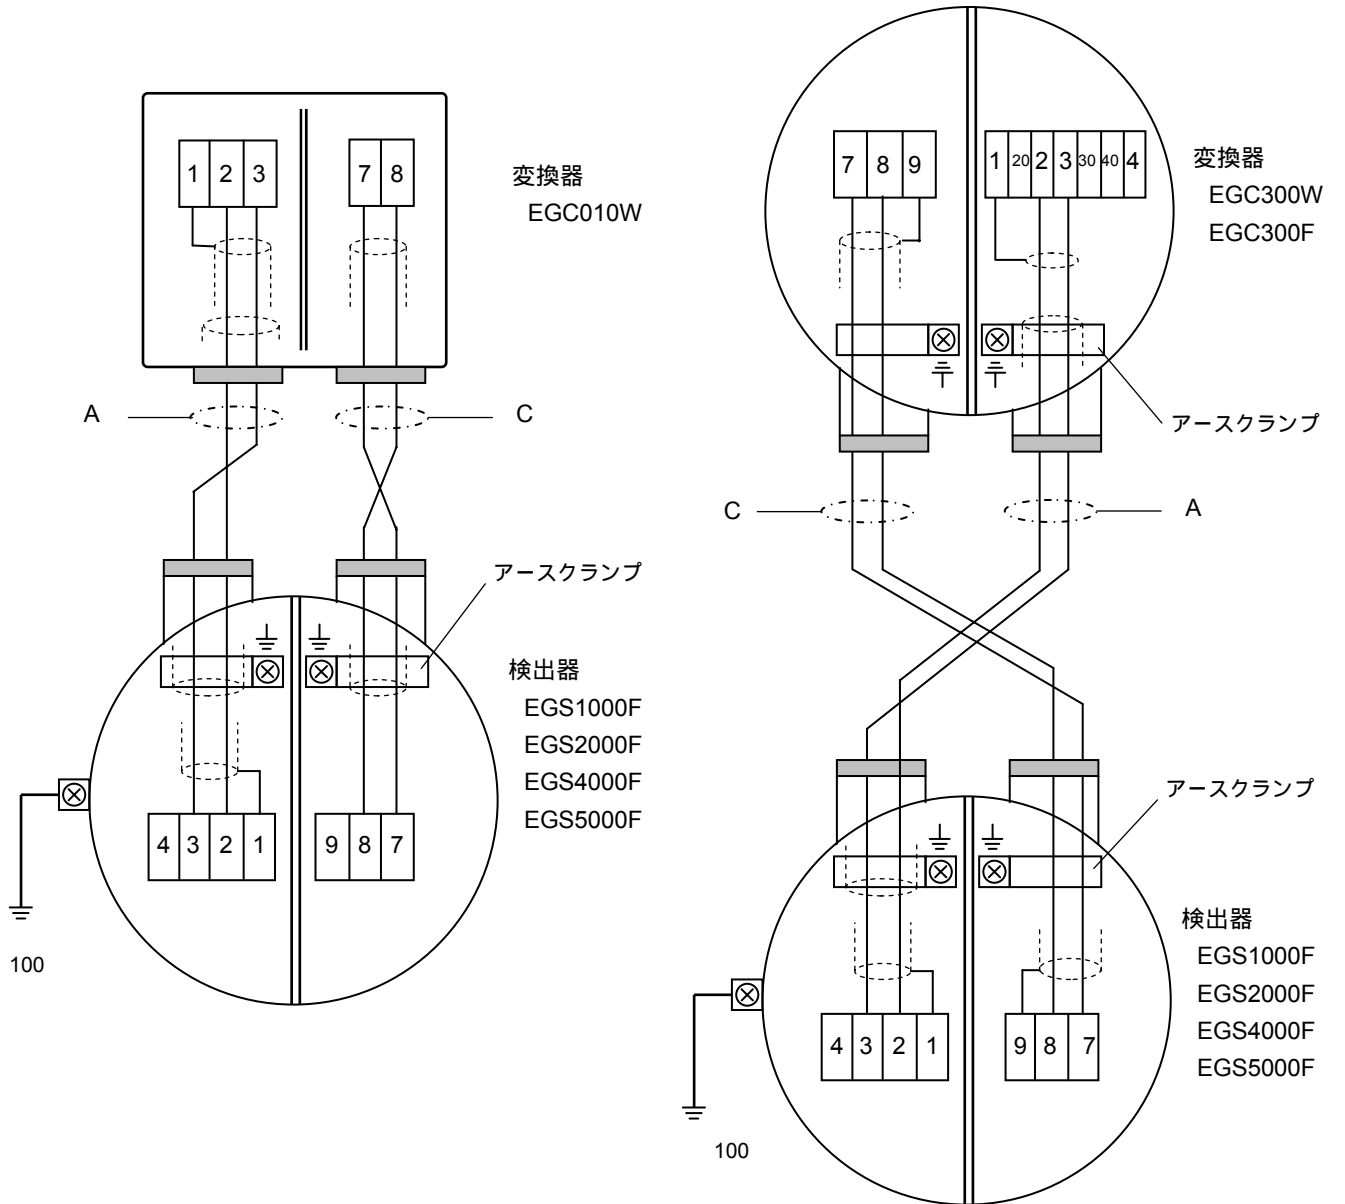 1 2 3
7 8
変換器
EGC010W
A
C
アースクランプ
検出器
EGS1000F
EGS2000F
EGS4000F
EGS5000F
4 3 2 1
9 8 7
100
7 8 9
1 20 2 3 30 40 4
変換器
EGC300W
EGC300F
アースクランプ
C
A
アースクランプ
検出器
EGS1000F
EGS2000F
EGS4000F
EGS5000F
4 3 2 1
9 8 7
100